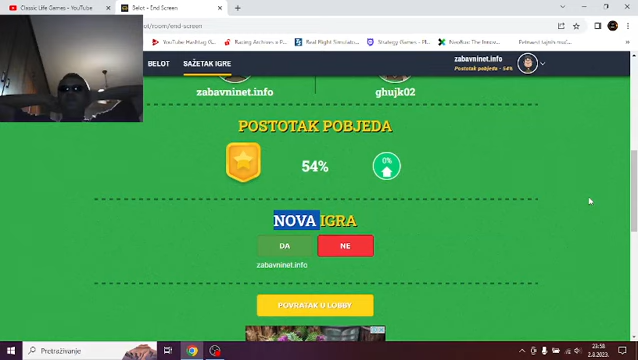 Classic Life Games - YouTube
Belot - End Screen
/room/end-screen
YouTube Hashtag G...
Racing Archives » P...
Real Flight Simulato...
Strategy Games - Pl...
BELOT
SAŽETAK IGRE
zabavninet.info
Postotak pobjeda - 54%
zabavninet.info
ghujk02
POSTOTAK POBJEDA
54%
0%
NOVA IGRA
DA
NE
zabavninet.info
POVRATAK U LOBBY
Pretraživanje
23:58
2.8.2023.